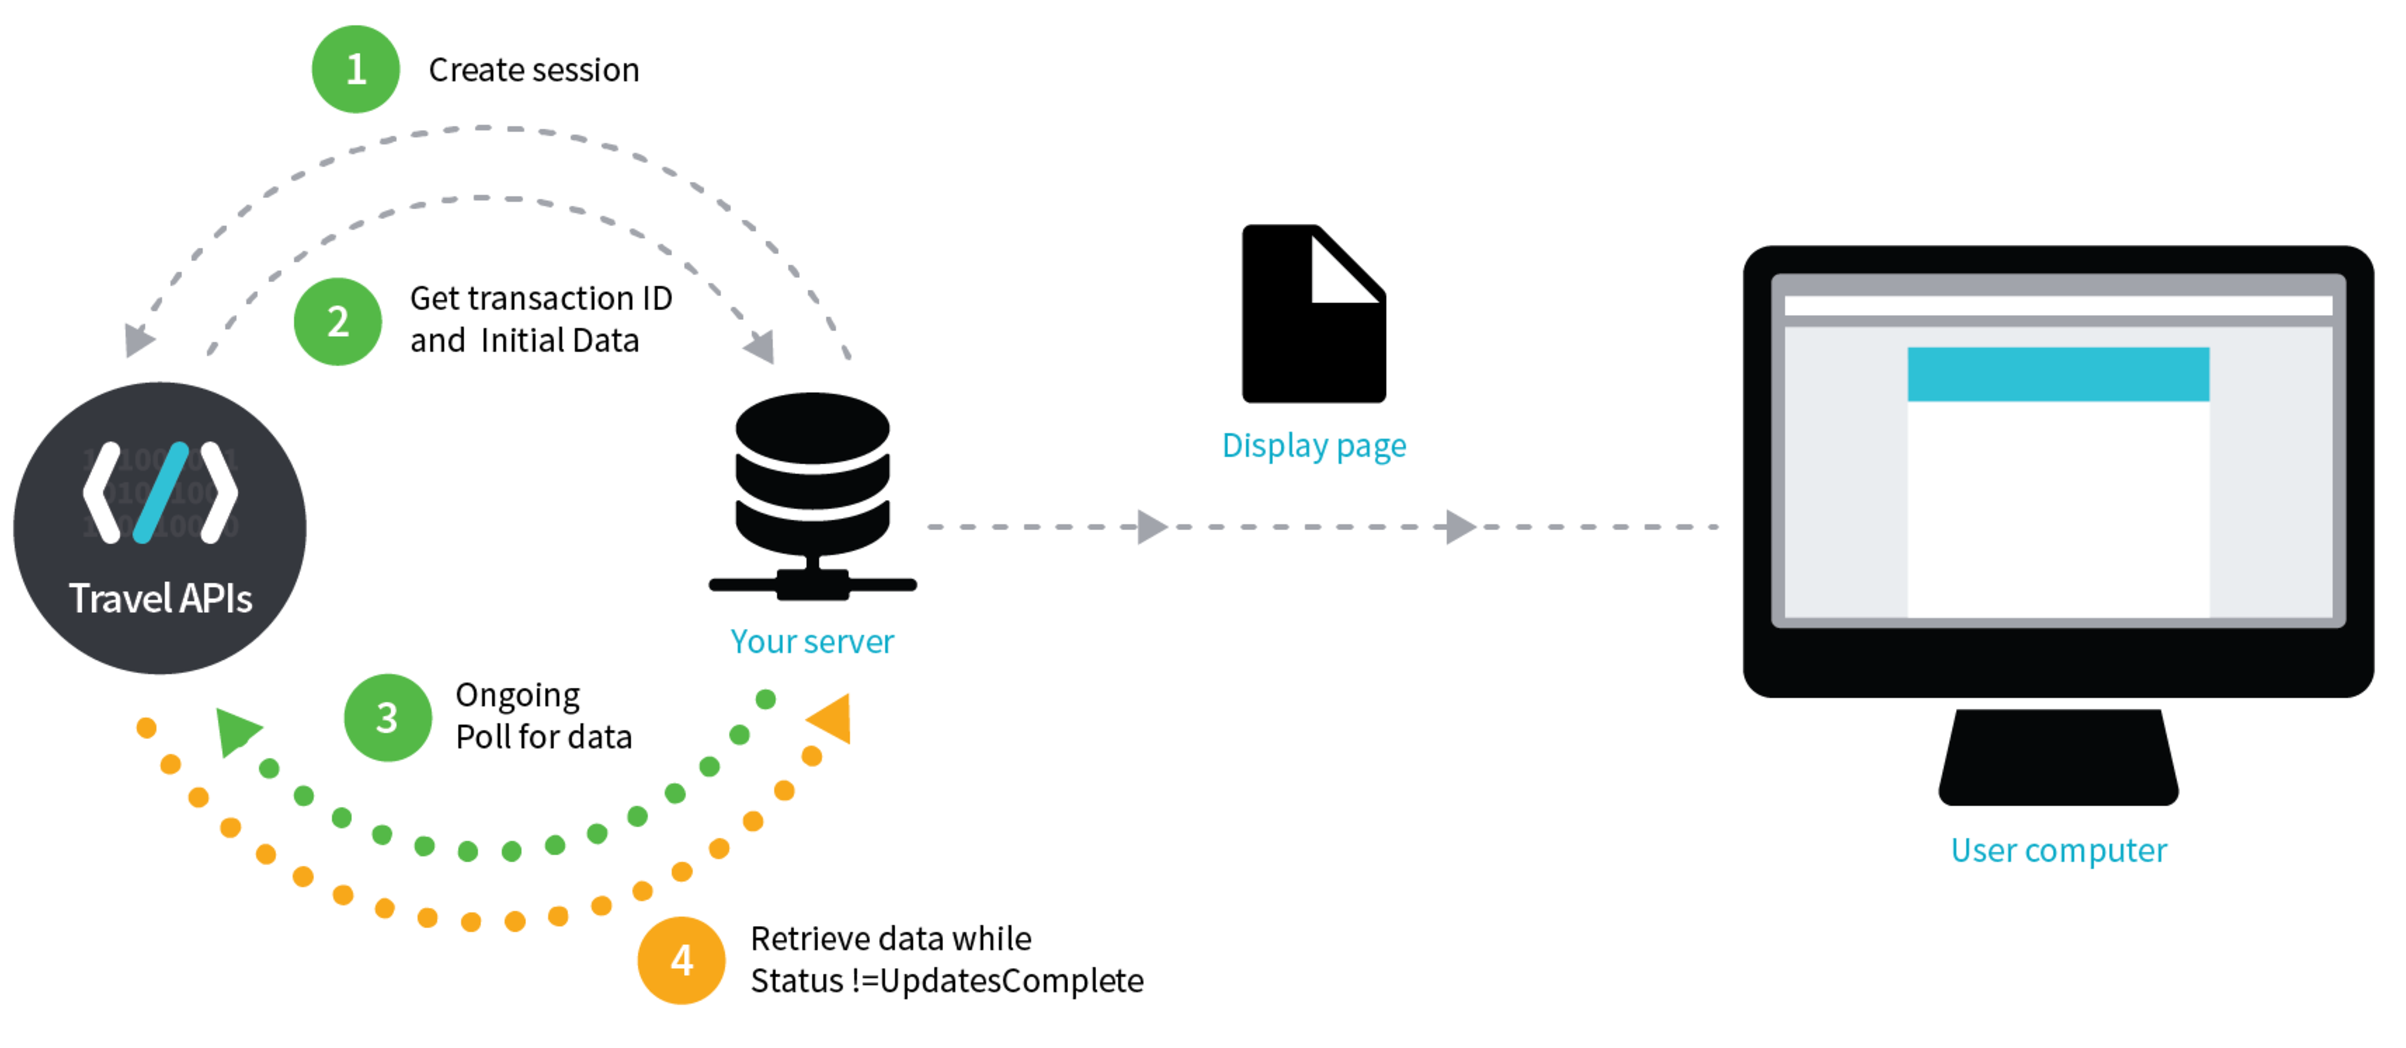 1
Create session
2
Get transaction ID
and Initial Data
Travel APIs
Your server
Display page
3
Ongoing
Poll for data
User computer
4
Retrieve data while
Status !=UpdatesComplete